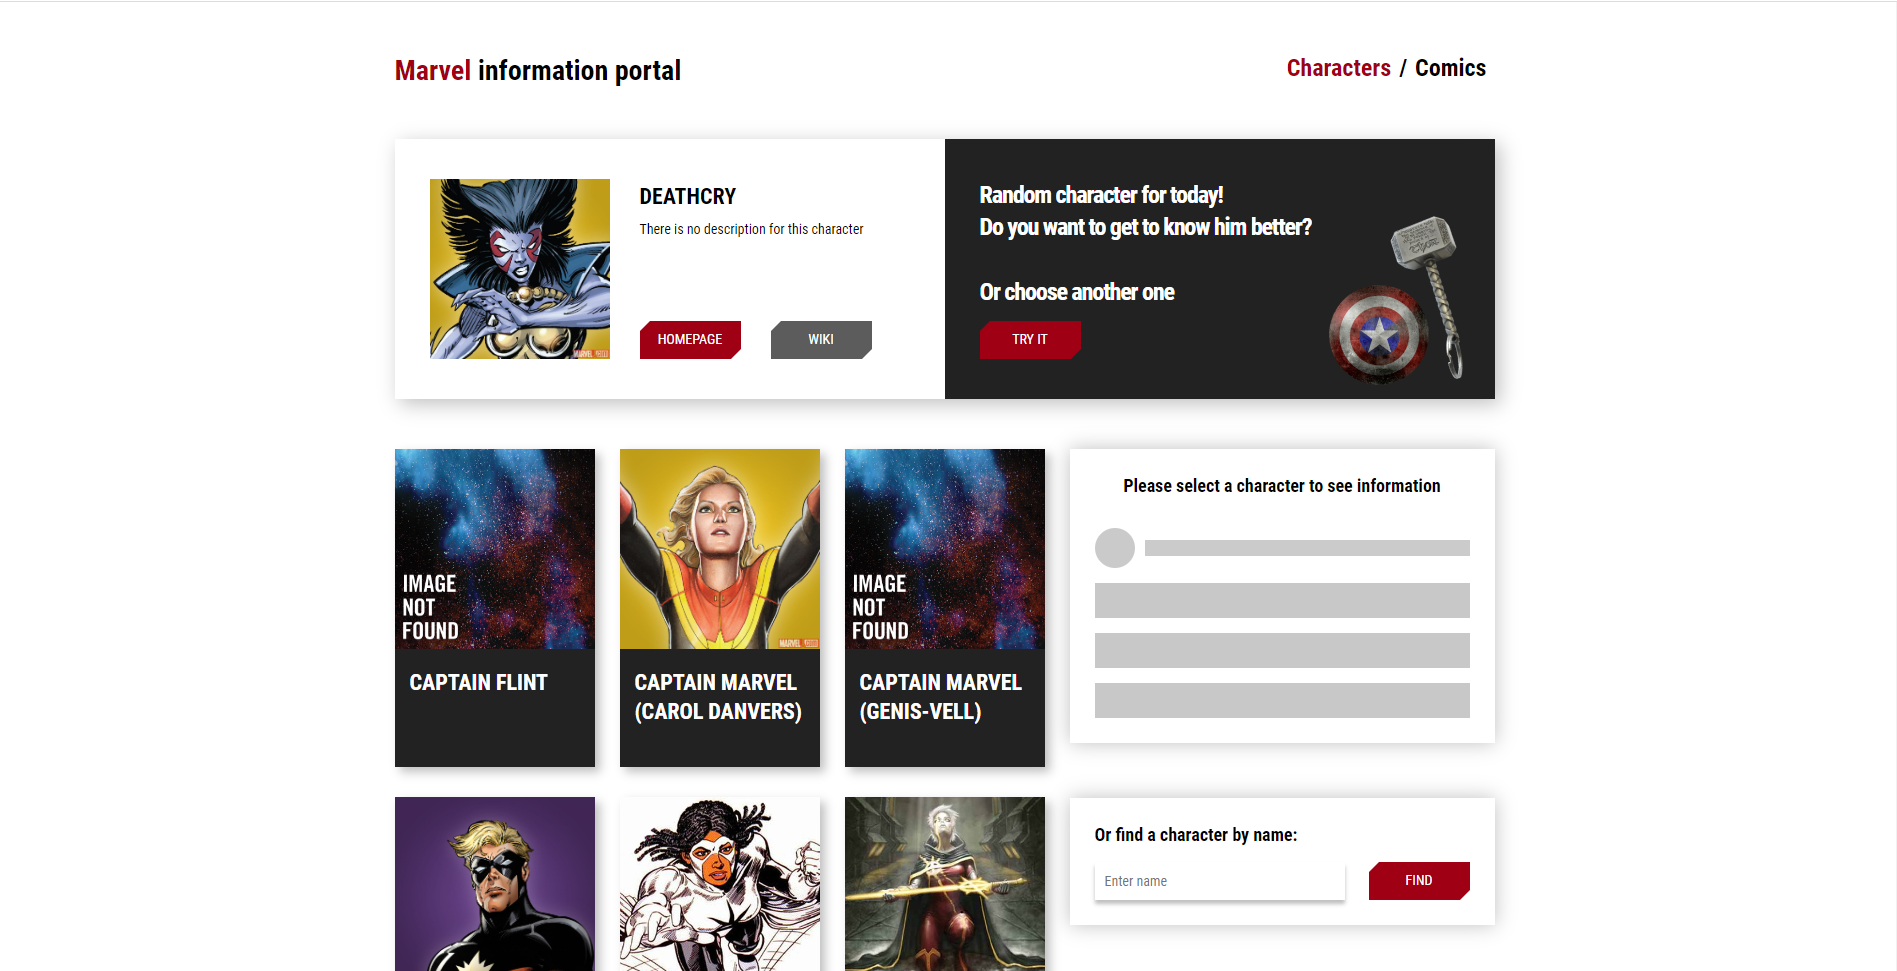 Marvel information portal
Characters / Comics
DEATHCRY
There is no description for this character
HOMEPAGE
WIKI
Random character for today!
Do you want to get to know him better?
Or choose another one
TRY IT
IMAGE
NOT
FOUND
CAPTAIN FLINT
MARVEL
CAPTAIN MARVEL
(CAROL DANVERS)
IMAGE
NOT
FOUND
CAPTAIN MARVEL
(GENIS-VELL)
Please select a character to see information
Or find a character by name:
Enter name
FIND